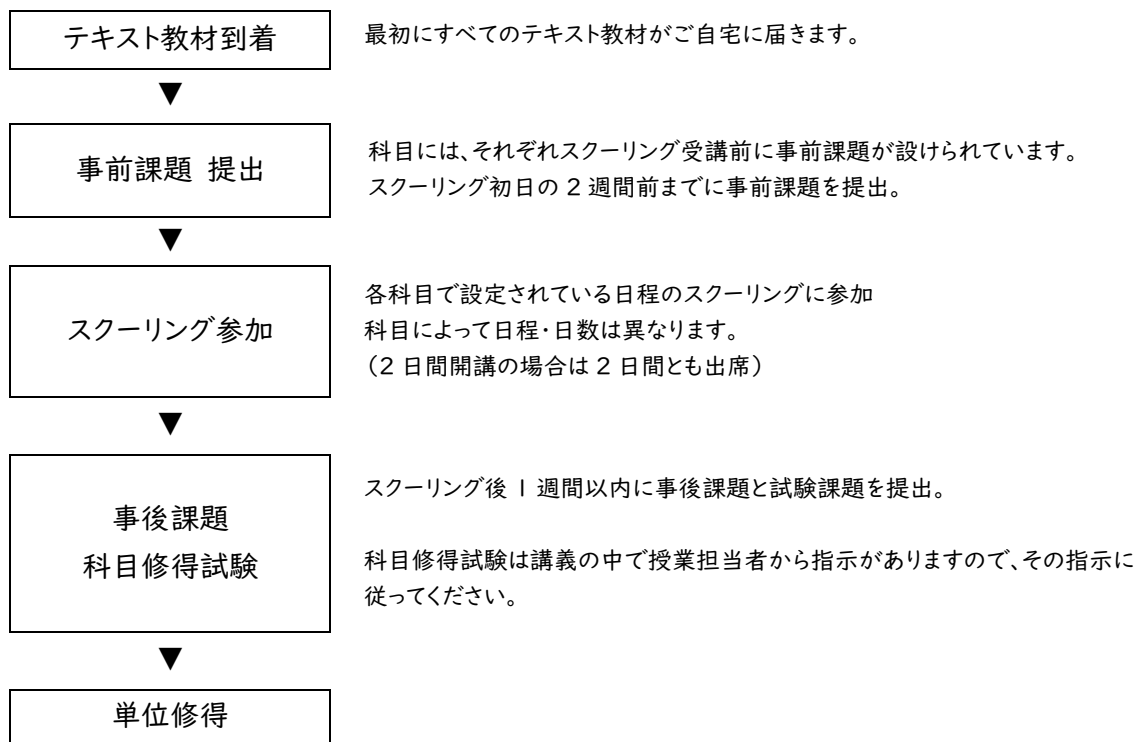 テキスト教材到着
最初にすべてのテキスト教材がご自宅に届きます。
▼
事前課題 提出
科目には、それぞれスクーリング受講前に事前課題が設けられています。
スクーリング初日の 2 週間前までに事前課題を提出。
▼
スクーリング参加
各科目で設定されている日程のスクーリングに参加
科目によって日程・日数は異なります。
（2 日間開講の場合は 2 日間とも出席）
▼
事後課題
科目修得試験
スクーリング後 1 週間以内に事後課題と試験課題を提出。
科目修得試験は講義の中で授業担当者から指示がありますので、その指示に
従ってください。
▼
単位修得